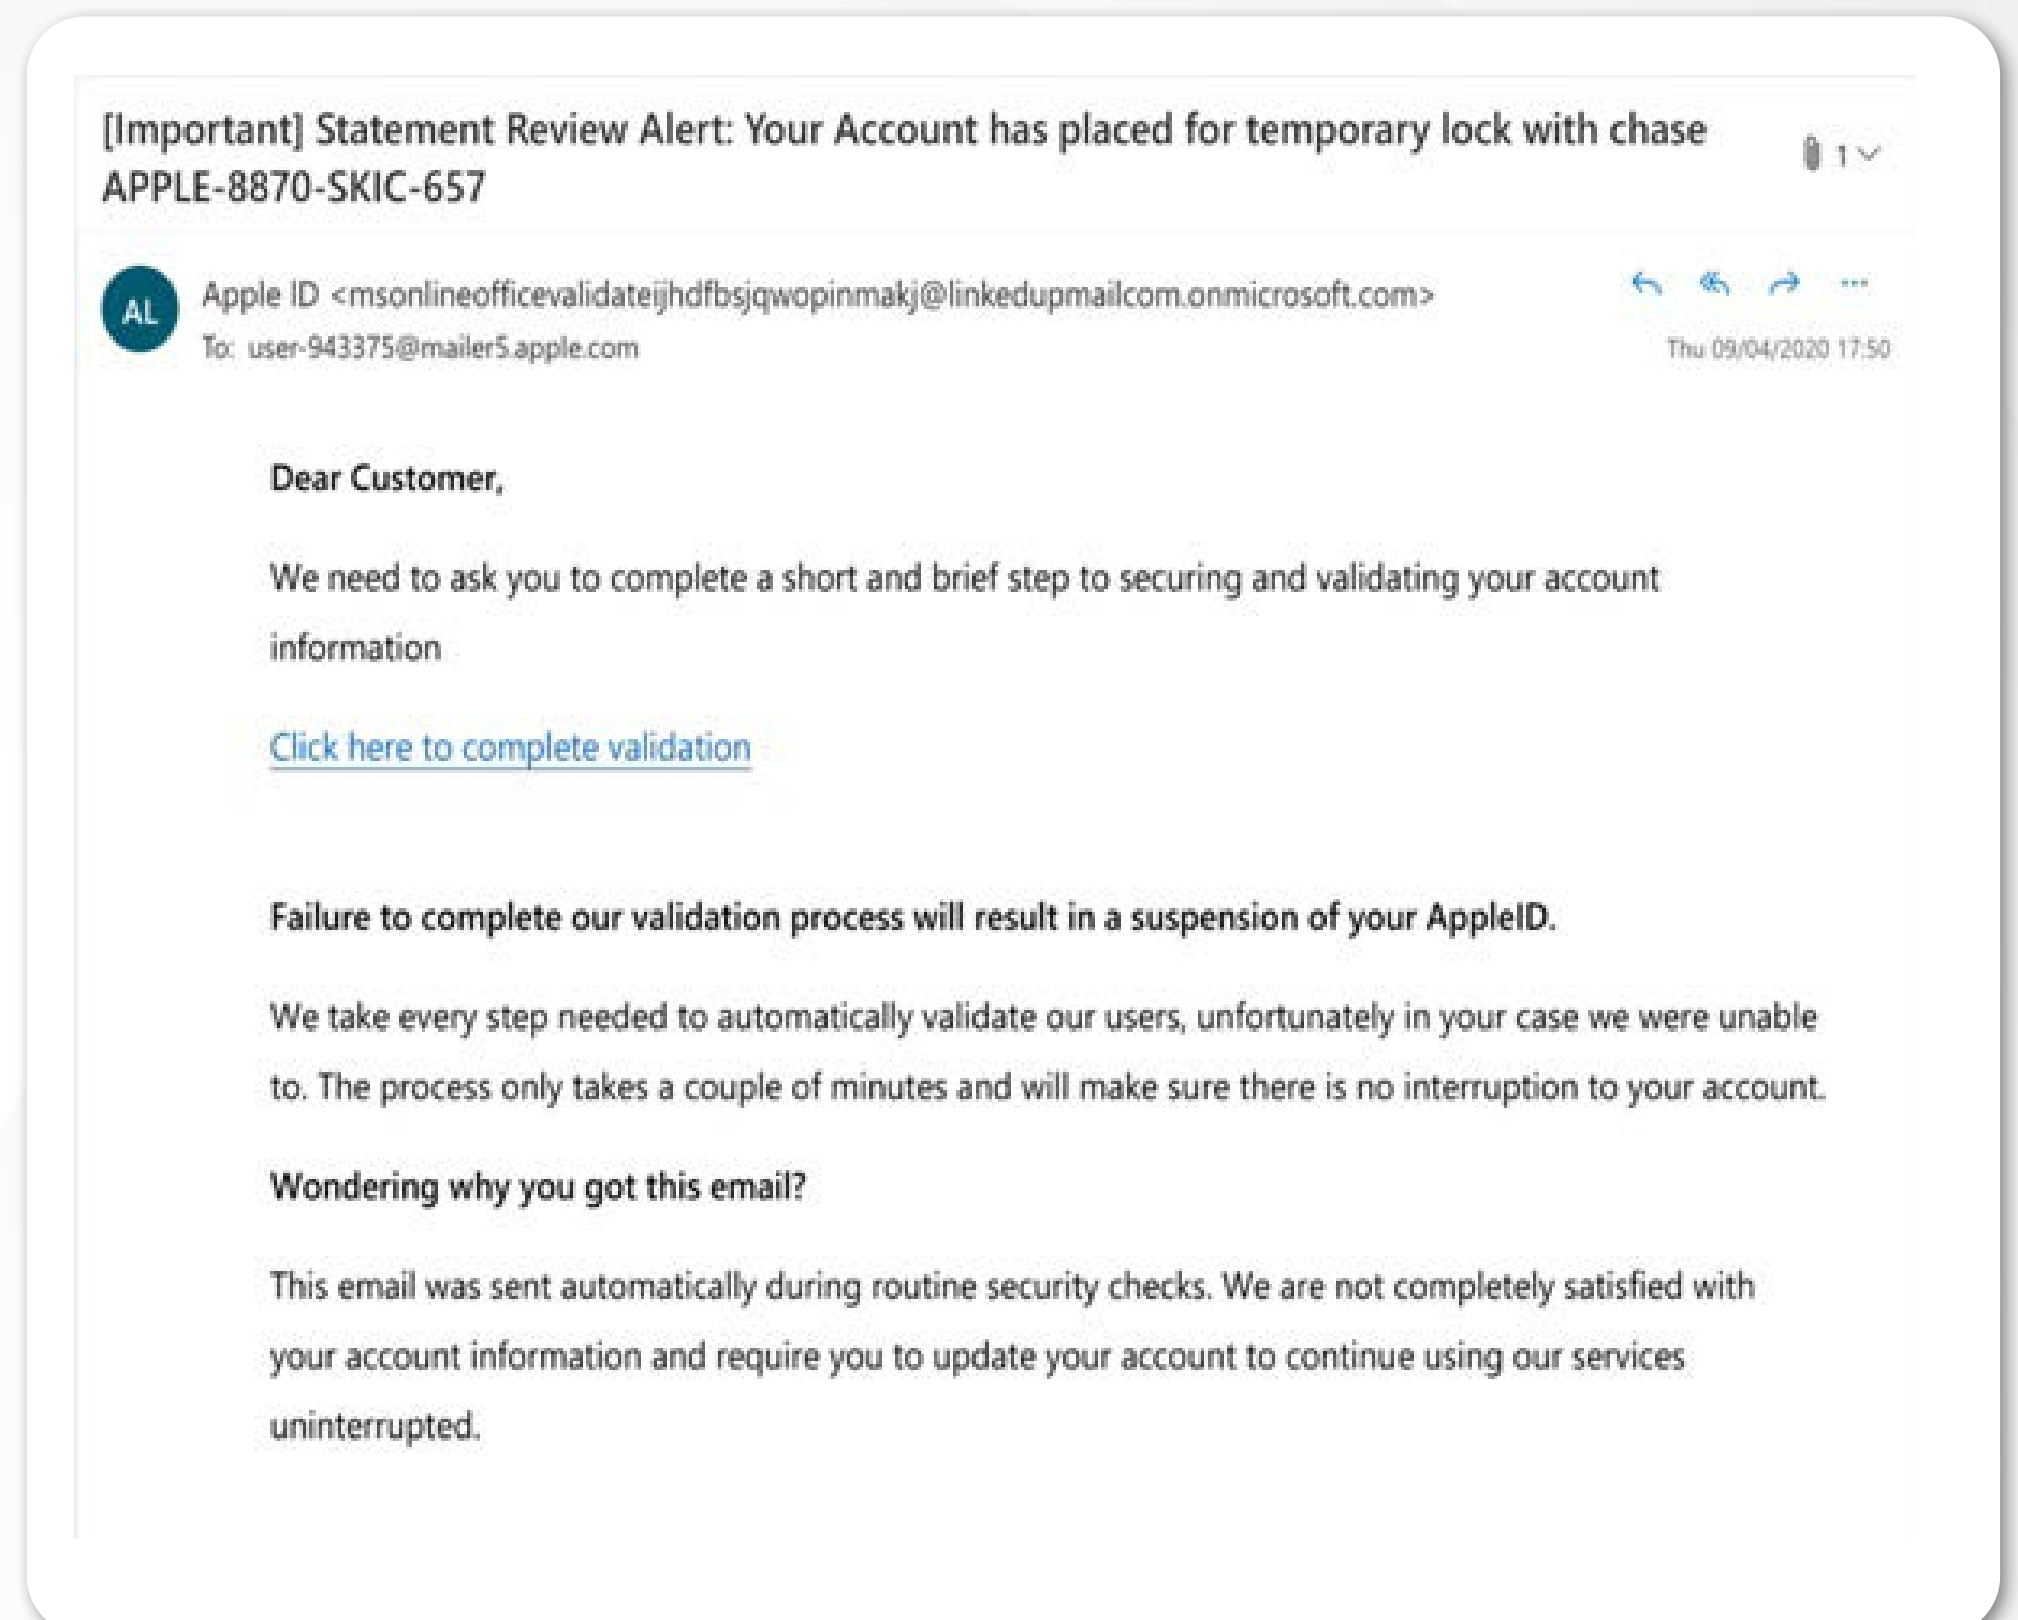 [Important] Statement Review Alert: Your Account has placed for temporary lock with chase
APPLE-8870-SKIC-657
1
AL
Apple ID <msonlineofficevalidateijhdfbsjqwopinmakj@linkedupmailcom.onmicrosoft.com>
To: user-943375@mailer5.apple.com
Thu 09/04/2020 17:50
Dear Customer,
We need to ask you to complete a short and brief step to securing and validating your account
information
Click here to complete validation
Failure to complete our validation process will result in a suspension of your AppleID.
We take every step needed to automatically validate our users, unfortunately in your case we were unable
to. The process only takes a couple of minutes and will make sure there is no interruption to your account.
Wondering why you got this email?
This email was sent automatically during routine security checks. We are not completely satisfied with
your account information and require you to update your account to continue using our services
uninterrupted.